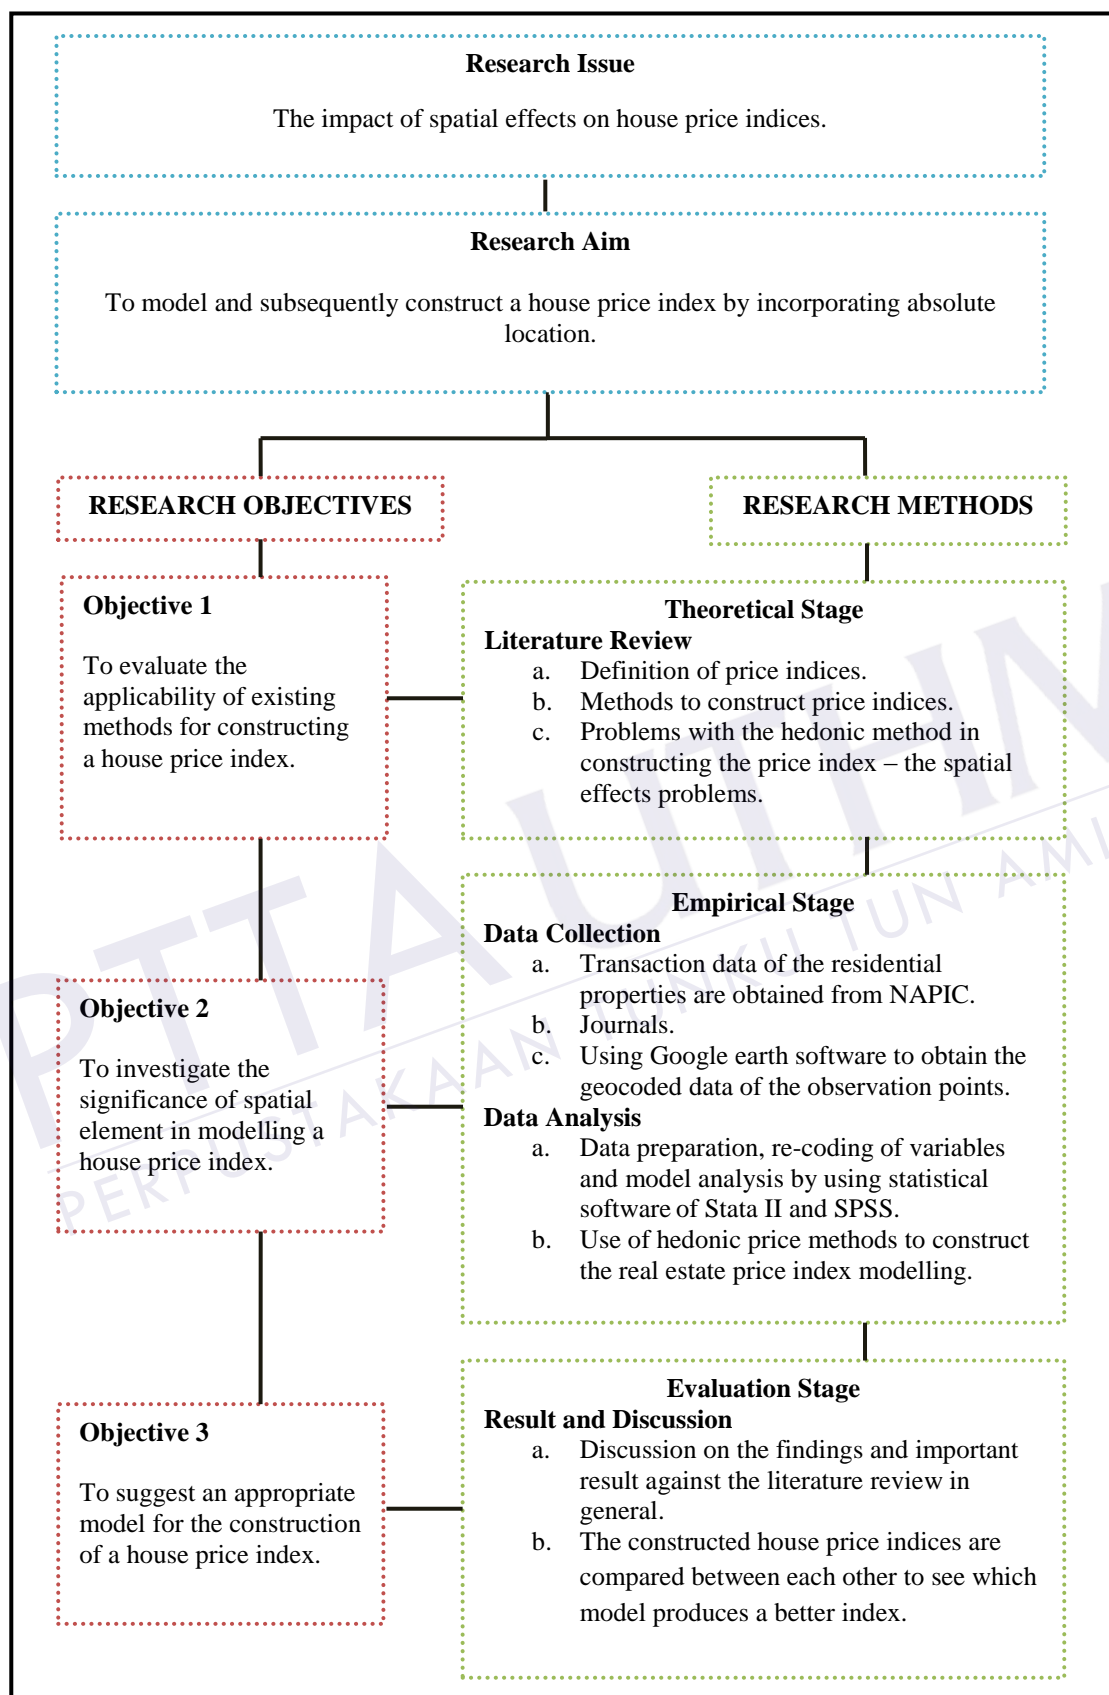 Research Issue
The impact of spatial effects on house price indices.
Research Aim
To model and subsequently construct a house price index by incorporating absolute
location.
RESEARCH OBJECTIVES
RESEARCH METHODS
Objective 1
To evaluate the
applicability of existing
methods for constructing
a house price index.
Theoretical Stage
Literature Review
a. Definition of price indices.
b. Methods to construct price indices.
c. Problems with the hedonic method in
constructing the price index – the spatial
effects problems.
Objective 2
To investigate the
significance of spatial
element in modelling a
house price index.
Empirical Stage
Data Collection
a. Transaction data of the residential
properties are obtained from NAPIC.
b. Journals.
c. Using Google earth software to obtain the
geocoded data of the observation points.
Data Analysis
a. Data preparation, re-coding of variables
and model analysis by using statistical
software of Stata II and SPSS.
b. Use of hedonic price methods to construct
the real estate price index modelling.
Objective 3
To suggest an appropriate
model for the construction
of a house price index.
Evaluation Stage
Result and Discussion
a. Discussion on the findings and important
result against the literature review in
general.
b. The constructed house price indices are
compared between each other to see which
model produces a better index.
PTTA UTHM
PERPUSTAKAAN TUNKU TUN AMI